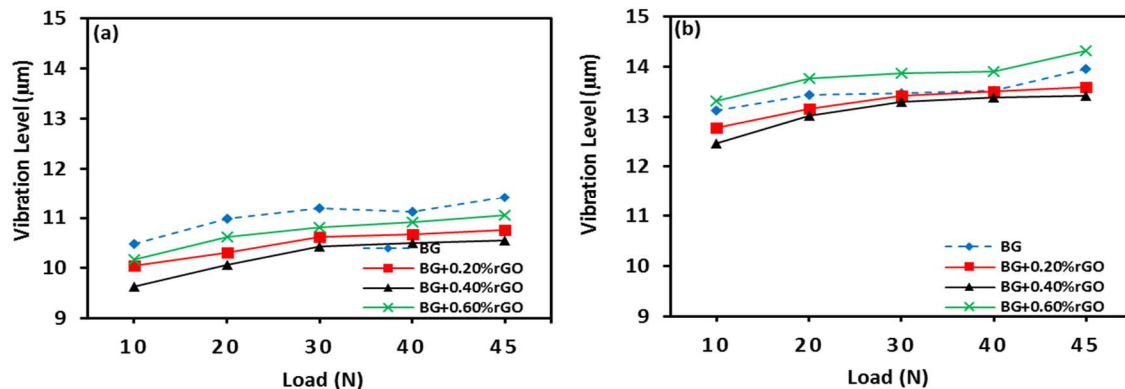 (a)
Vibration Level (μm)
15
14
13
12
11
10
9
10 20 30 40 45
Load (N)
BG
BG+0.20%rGO
BG+0.40%rGO
BG+0.60%rGO
(b)
Vibration Level (μm)
15
14
13
12
11
10
9
10 20 30 40 45
Load (N)
BG
BG+0.20%rGO
BG+0.40%rGO
BG+0.60%rGO